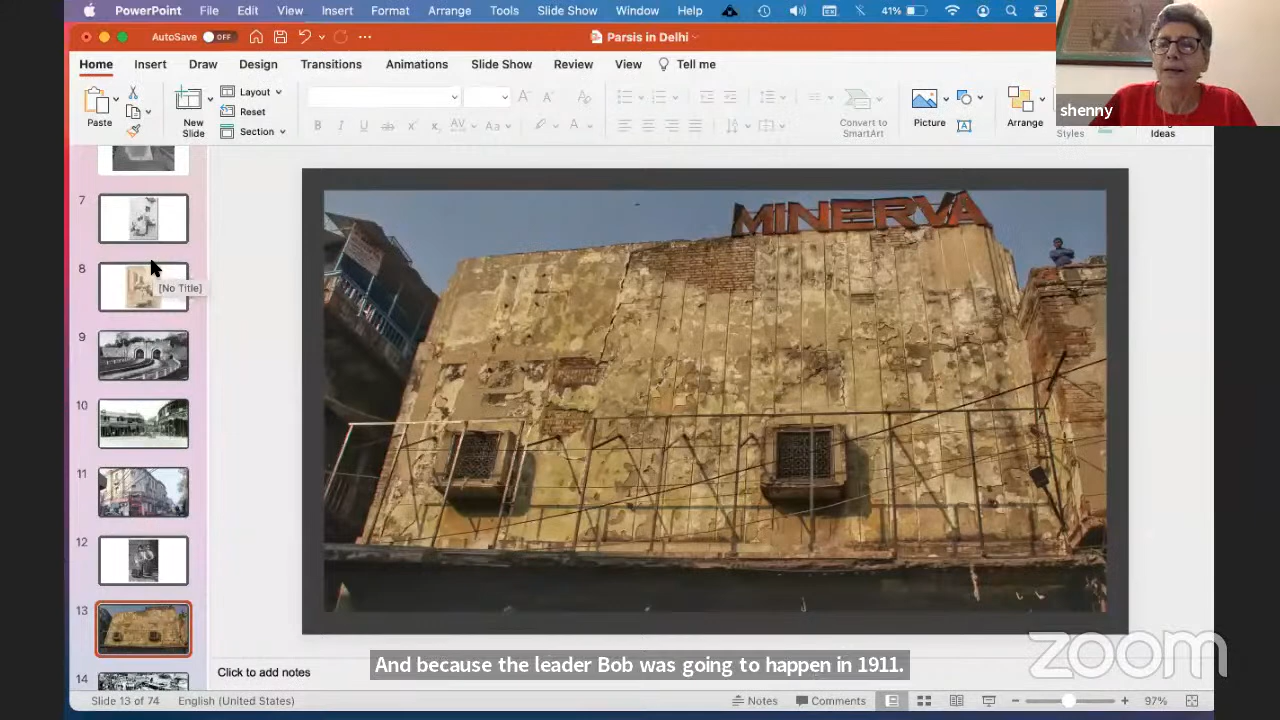 PowerPoint File Edit View Insert Format Arrange Tools Slide Show Window Help 41%
AutoSave OFF Parsis in Delhi
Home Insert Draw Design Transitions Animations Slide Show Review View Tell me
Paste New Slide Layout Reset Section Convert to SmartArt Picture Arrange Styles Ideas
shenny
7
8
[No Title]
9
10
11
12
13
14
MINERVA
And because the leader Bob was going to happen in 1911.
Click to add notes
zoom
Slide 13 of 74 English (United States) Notes Comments 97%